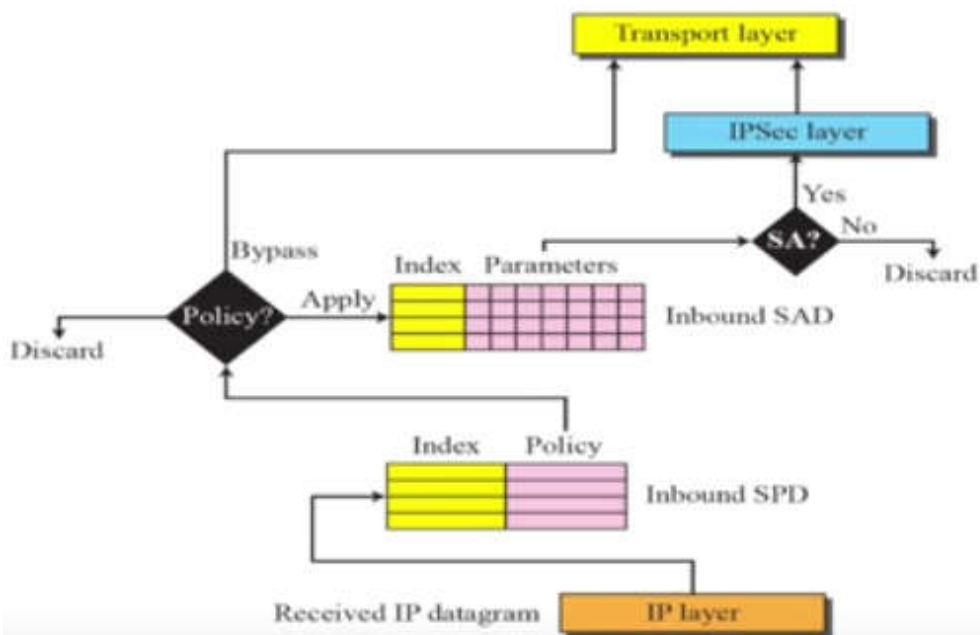 Transport layer
IPSec layer
Yes
SA?
No
Discard
Bypass
Index Parameters
Policy?
Apply
Inbound SAD
Discard
Index Policy
Inbound SPD
Received IP datagram
IP layer